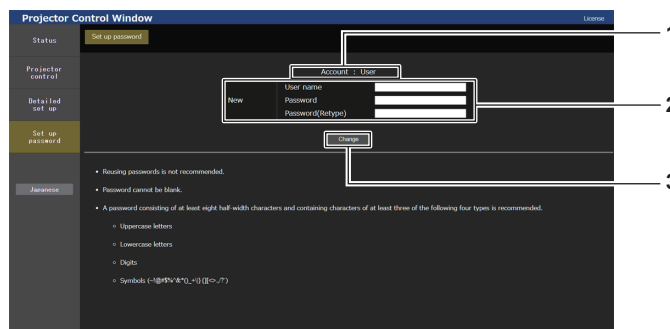 Projector Control Window
License
Status
Set up password
1
Projector
control
Account : User
User name
New
Password
2
Password(Retype)
Detailed
set up
Set up
password
Change
3
• Reusing passwords is not recommended.
Japanese
• Password cannot be blank.
• A password consisting of at least eight half-width characters and containing characters of at least three of the following four types is recommended.
Uppercase letters
Lowercase letters
Digits
Symbols